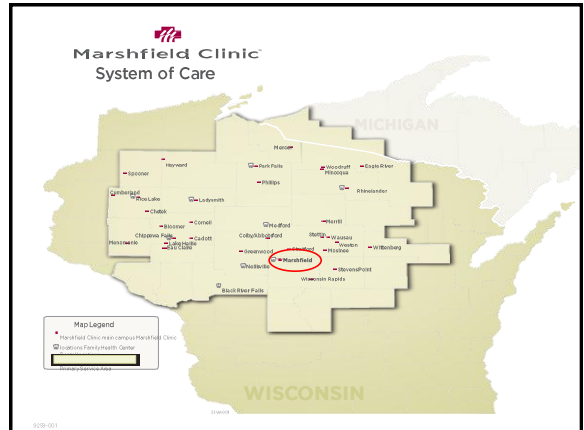 Marshfield Clinic
System of Care
MICHIGAN
Mercer
Hayward
Park Falls
Woodruff
Minocqua
Eagle River
Spooner
Phillips
Rhinelander
Cumberland
Rice Lake
Ladysmith
Chetek
Cornell
Merrill
Bloomer
Medford
Chippewa Falls
Cadott
Colby/Abbotsford
Stettin
Wausau
Menomonie
Lake Hallie
Weston
Eau Claire
Greenwood
Stratford
Mosinee
Wittenberg
Marshfield
Neillsville
Stevens Point
Wisconsin Rapids
Black River Falls
Map Legend
Marshfield Clinic main campus Marshfield Clinic
locations Family Health Center
Primary Service Area
WISCONSIN